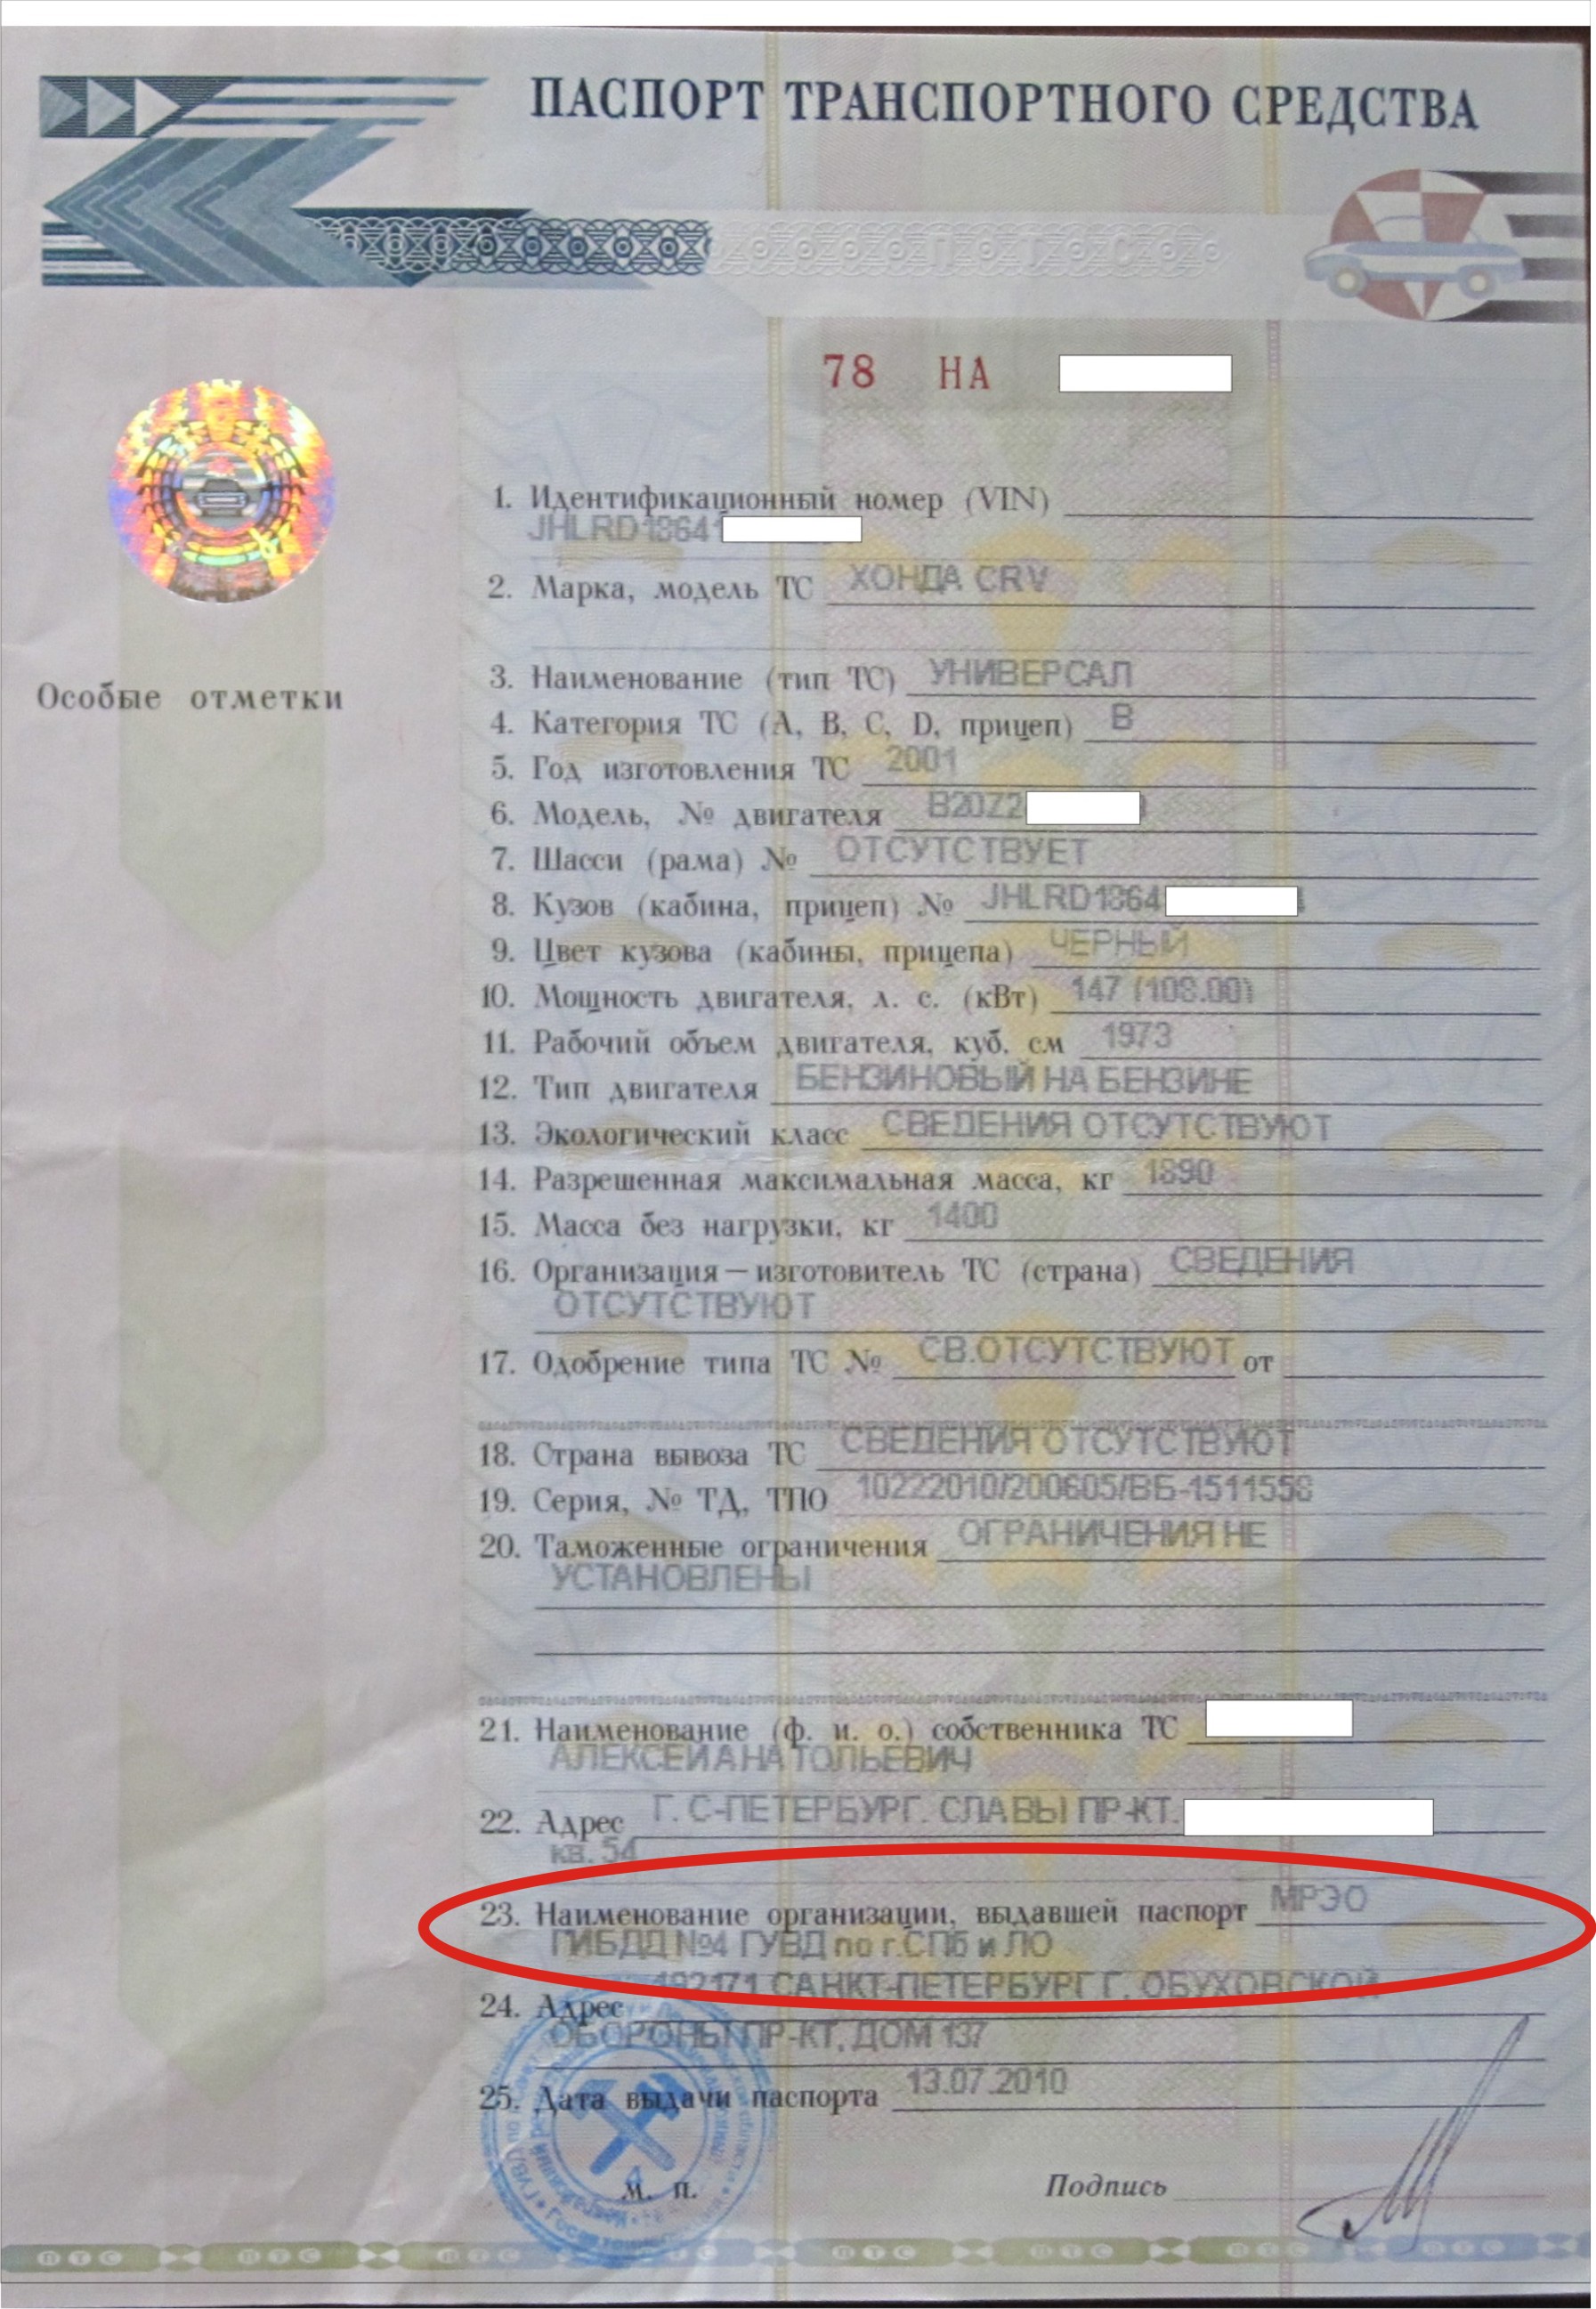 ПАСПОРТ ТРАНСПОРТНОГО СРЕДСТВА
П Т С
78 НА
1. Идентификационный номер (VIN)
JHLRD18641
2. Марка, модель ТС ХОНДА CRV
Особые отметки
3. Наименование (тип ТС) УНИВЕРСАЛ
4. Категория ТС (А, В, С, D, прицеп) В
5. Год изготовления ТС 2001
6. Модель, № двигателя B20Z2
7. Шасси (рама) № ОТСУТСТВУЕТ
8. Кузов (кабина, прицеп) № JHLRD1864
9. Цвет кузова (кабины, прицепа) ЧЕРНЫЙ
10. Мощность двигателя, л. с. (кВт) 147 (108.00)
11. Рабочий объем двигателя, куб. см 1973
12. Тип двигателя БЕНЗИНОВЫЙ НА БЕНЗИНЕ
13. Экологический класс СВЕДЕНИЯ ОТСУТСТВУЮТ
14. Разрешенная максимальная масса, кг 1890
15. Масса без нагрузки, кг 1400
16. Организация – изготовитель ТС (страна) СВЕДЕНИЯ
ОТСУТСТВУЮТ
17. Одобрение типа ТС № СВ.ОТСУТСТВУЮТ от
18. Страна вывоза ТС СВЕДЕНИЯ ОТСУТСТВУЮТ
19. Серия, № ТД, ТПО 10222010/200605/ВБ-1511558
20. Таможенные ограничения ОГРАНИЧЕНИЯ НЕ
УСТАНОВЛЕНЫ
21. Наименование (ф. и. о.) собственника ТС
АЛЕКСЕЙ АНАТОЛЬЕВИЧ
22. Адрес Г. С-ПЕТЕРБУРГ. СЛАВЫ ПР-КТ.
кв. 54
23. Наименование организации, выдавшей паспорт МРЭО
ГИБДД №4 ГУВД по г.СПб и ЛО
24. Адрес 192171 САНКТ-ПЕТЕРБУРГ Г. ОБУХОВСКОЙ
ОБОРОНЫ ПР-КТ, ДОМ 137
25. Дата выдачи паспорта 13.07.2010
М. П.
Подпись
ПТС ПТС ПТС ПТС ПТС ПТС ПТС